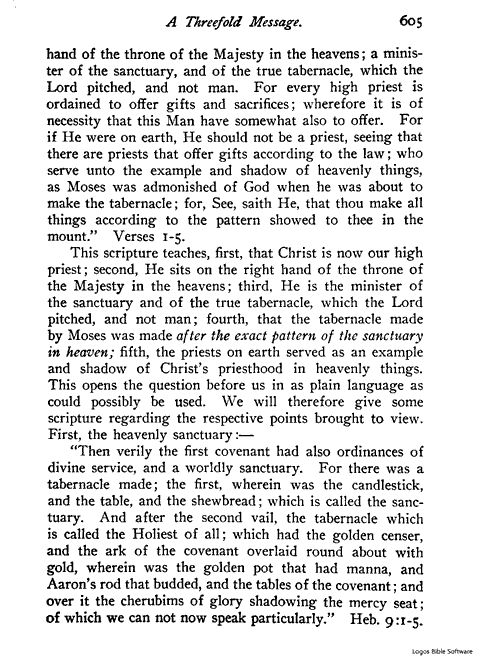 A Threefold Message. 605
hand of the throne of the Majesty in the heavens; a minis-
ter of the sanctuary, and of the true tabernacle, which the
Lord pitched, and not man. For every high priest is
ordained to offer gifts and sacrifices; wherefore it is of
necessity that this Man have somewhat also to offer. For
if He were on earth, He should not be a priest, seeing that
there are priests that offer gifts according to the law; who
serve unto the example and shadow of heavenly things,
as Moses was admonished of God when he was about to
make the tabernacle; for, See, saith He, that thou make all
things according to the pattern showed to thee in the
mount." Verses 1-5.
This scripture teaches, first, that Christ is now our high
priest; second, He sits on the right hand of the throne of
the Majesty in the heavens; third, He is the minister of
the sanctuary and of the true tabernacle, which the Lord
pitched, and not man; fourth, that the tabernacle made
by Moses was made after the exact pattern of the sanctuary
in heaven; fifth, the priests on earth served as an example
and shadow of Christ's priesthood in heavenly things.
This opens the question before us in as plain language as
could possibly be used. We will therefore give some
scripture regarding the respective points brought to view.
First, the heavenly sanctuary:—
"Then verily the first covenant had also ordinances of
divine service, and a worldly sanctuary. For there was a
tabernacle made; the first, wherein was the candlestick,
and the table, and the shewbread; which is called the sanc-
tuary. And after the second vail, the tabernacle which
is called the Holiest of all; which had the golden censer,
and the ark of the covenant overlaid round about with
gold, wherein was the golden pot that had manna, and
Aaron's rod that budded, and the tables of the covenant; and
over it the cherubims of glory shadowing the mercy seat;
of which we can not now speak particularly." Heb. 9:1-5.
Logos Bible Software